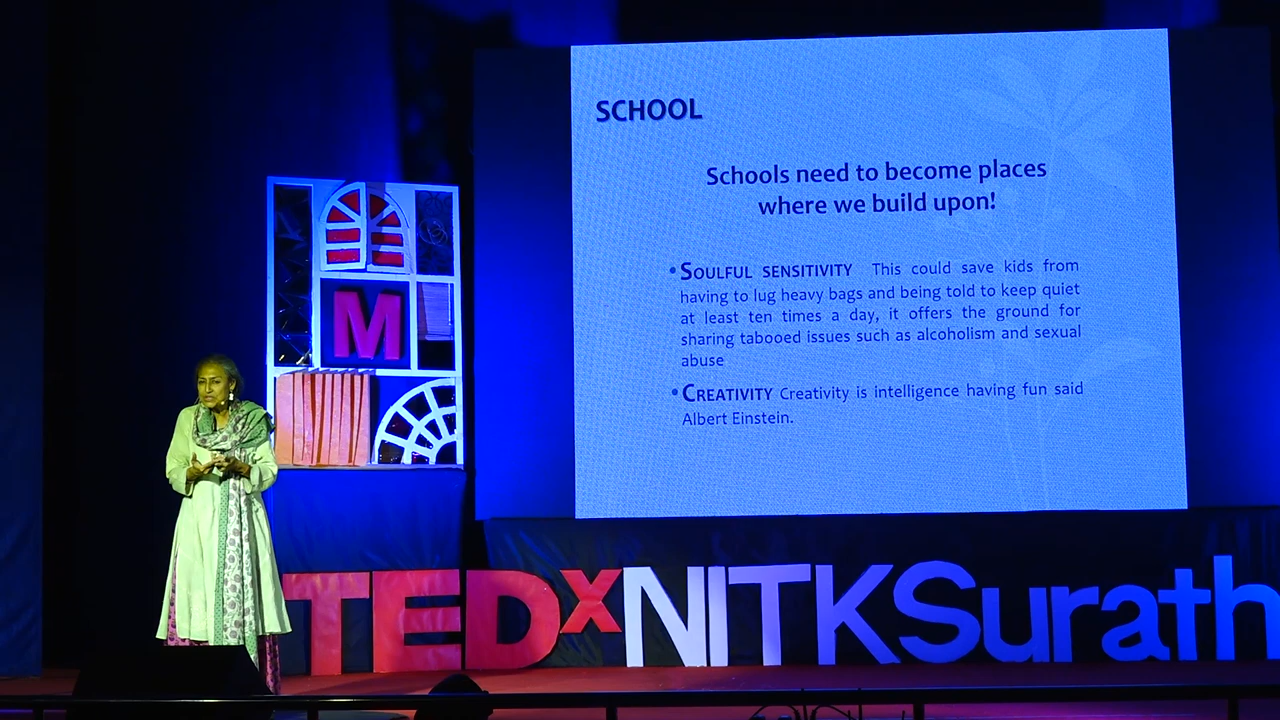 SCHOOL
Schools need to become places
where we build upon!
• SOULFUL SENSITIVITY This could save kids from
having to lug heavy bags and being told to keep quiet
at least ten times a day, it offers the ground for
sharing tabooed issues such as alcoholism and sexual
abuse
• CREATIVITY Creativity is intelligence having fun said
Albert Einstein.
M
TEDxNITKSurath